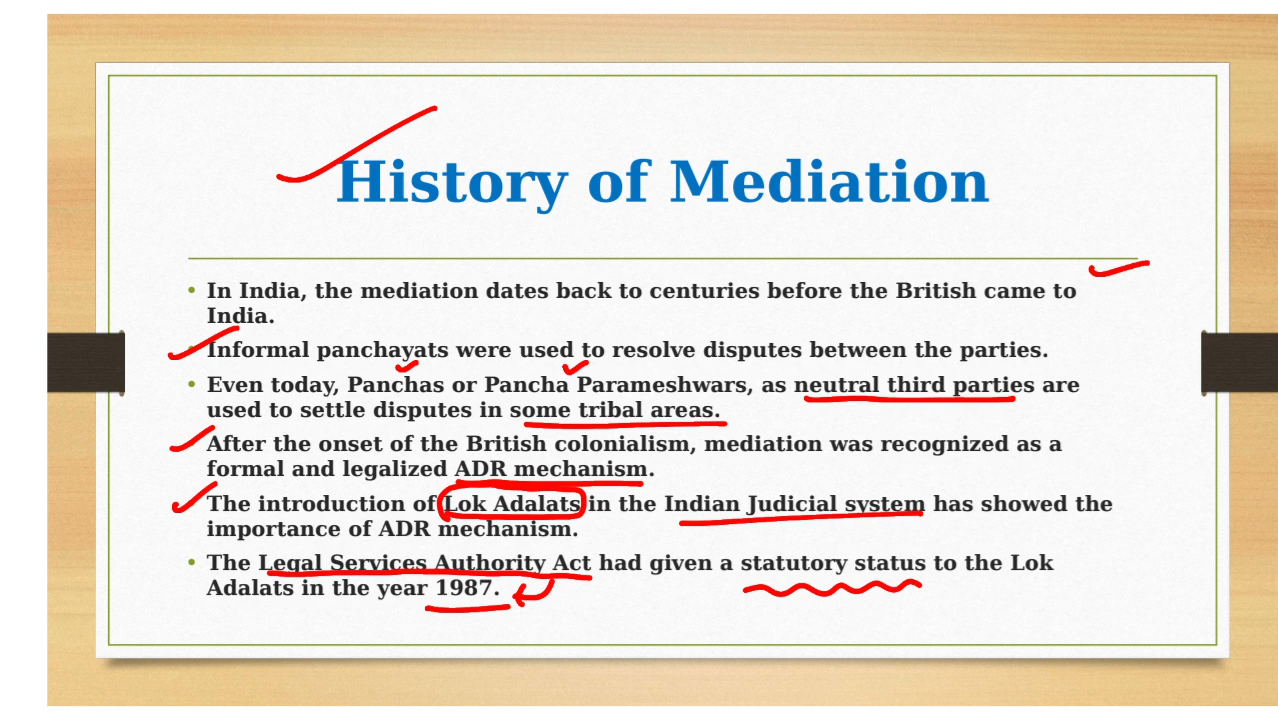 History of Mediation
• In India, the mediation dates back to centuries before the British came to
India.
• Informal panchayats were used to resolve disputes between the parties.
• Even today, Panchas or Pancha Parameshwars, as neutral third parties are
used to settle disputes in some tribal areas.
After the onset of the British colonialism, mediation was recognized as a
formal and legalized ADR mechanism.
The introduction of Lok Adalats in the Indian Judicial system has showed the
importance of ADR mechanism.
• The Legal Services Authority Act had given a statutory status to the Lok
Adalats in the year 1987.